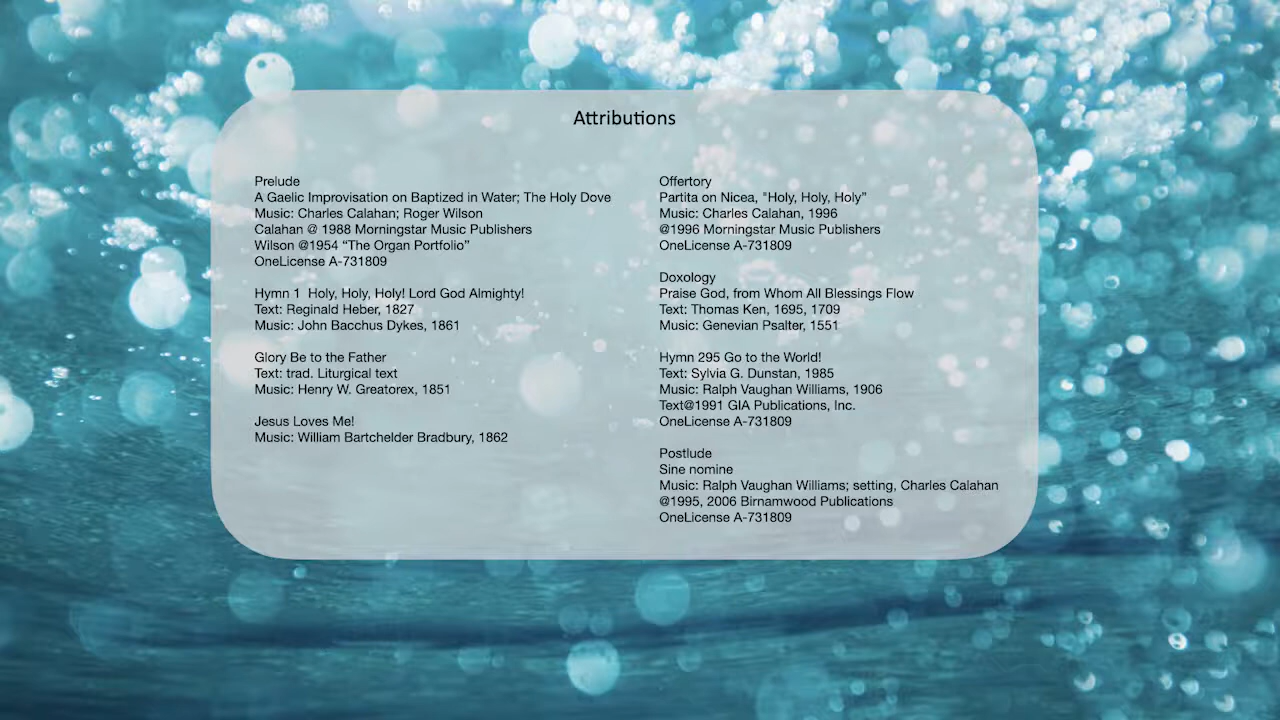 Attributions
Prelude
A Gaelic Improvisation on Baptized in Water; The Holy Dove
Music: Charles Calahan; Roger Wilson
Calahan @ 1988 Morningstar Music Publishers
Wilson @1954 “The Organ Portfolio”
OneLicense A-731809
Hymn 1  Holy, Holy, Holy! Lord God Almighty!
Text: Reginald Heber, 1827
Music: John Bacchus Dykes, 1861
Glory Be to the Father
Text: trad. Liturgical text
Music: Henry W. Greatorex, 1851
Jesus Loves Me!
Music: William Bartchelder Bradbury, 1862
Offertory
Partita on Nicea, "Holy, Holy, Holy”
Music: Charles Calahan, 1996
@1996 Morningstar Music Publishers
OneLicense A-731809
Doxology
Praise God, from Whom All Blessings Flow
Text: Thomas Ken, 1695, 1709
Music: Genevian Psalter, 1551
Hymn 295 Go to the World!
Text: Sylvia G. Dunstan, 1985
Music: Ralph Vaughan Williams, 1906
Text@1991 GIA Publications, Inc.
OneLicense A-731809
Postlude
Sine nomine
Music: Ralph Vaughan Williams; setting, Charles Calahan
@1995, 2006 Birnamwood Publications
OneLicense A-731809